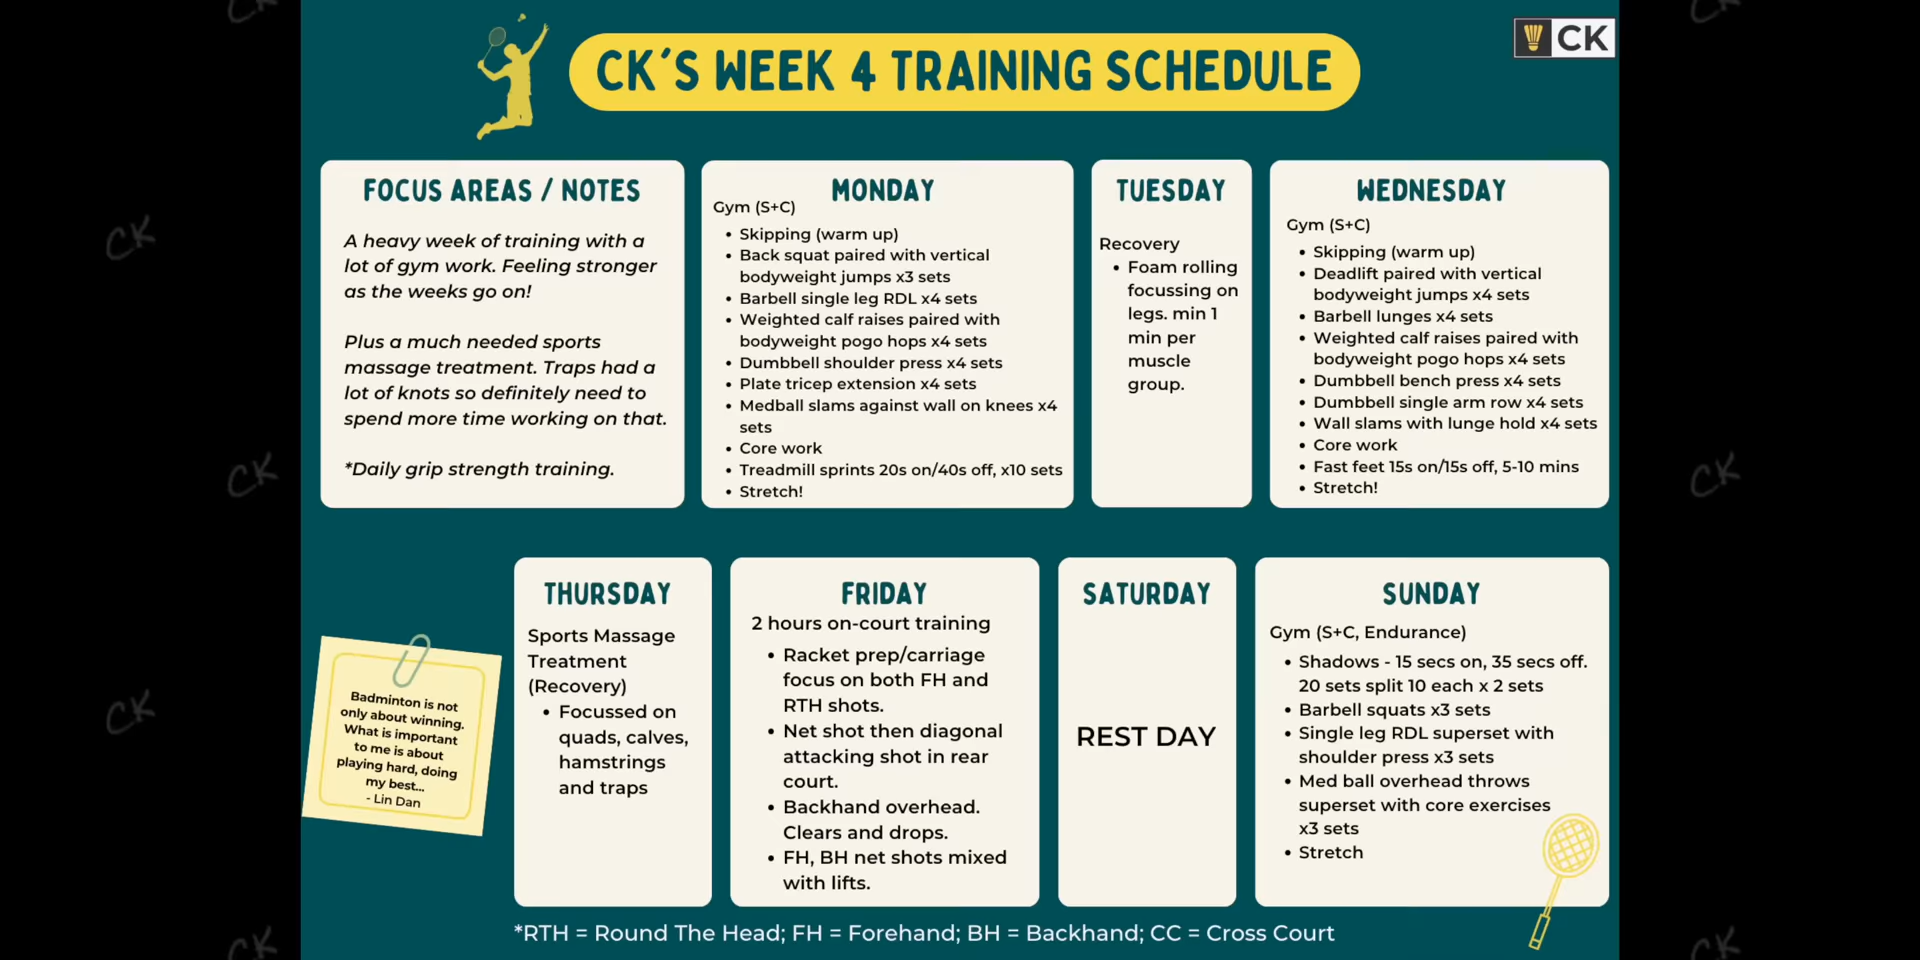 CK'S WEEK 4 TRAINING SCHEDULE
CK
FOCUS AREAS / NOTES
A heavy week of training with a
lot of gym work. Feeling stronger
as the weeks go on!
Plus a much needed sports
massage treatment. Traps had a
lot of knots so definitely need to
spend more time working on that.
*Daily grip strength training.
MONDAY
Gym (S+C)
• Skipping (warm up)
• Back squat paired with vertical
bodyweight jumps x3 sets
• Barbell single leg RDL x4 sets
• Weighted calf raises paired with
bodyweight pogo hops x4 sets
• Dumbbell shoulder press x4 sets
• Plate tricep extension x4 sets
• Medball slams against wall on knees x4
sets
• Core work
• Treadmill sprints 20s on/40s off, x10 sets
• Stretch!
TUESDAY
Recovery
• Foam rolling
focussing on
legs. min 1
min per
muscle
group.
WEDNESDAY
Gym (S+C)
• Skipping (warm up)
• Deadlift paired with vertical
bodyweight jumps x4 sets
• Barbell lunges x4 sets
• Weighted calf raises paired with
bodyweight pogo hops x4 sets
• Dumbbell bench press x4 sets
• Dumbbell single arm row x4 sets
• Wall slams with lunge hold x4 sets
• Core work
• Fast feet 15s on/15s off, 5-10 mins
• Stretch!
Badminton is not
only about winning.
What is important
to me is about
playing hard, doing
my best...
- Lin Dan
THURSDAY
Sports Massage
Treatment
(Recovery)
• Focussed on
quads, calves,
hamstrings
and traps
FRIDAY
2 hours on-court training
• Racket prep/carriage
focus on both FH and
RTH shots.
• Net shot then diagonal
attacking shot in rear
court.
• Backhand overhead.
Clears and drops.
• FH, BH net shots mixed
with lifts.
SATURDAY
REST DAY
SUNDAY
Gym (S+C, Endurance)
• Shadows - 15 secs on, 35 secs off.
20 sets split 10 each x 2 sets
• Barbell squats x3 sets
• Single leg RDL superset with
shoulder press x3 sets
• Med ball overhead throws
superset with core exercises
x3 sets
• Stretch
*RTH = Round The Head; FH = Forehand; BH = Backhand; CC = Cross Court
CK
CK
CK
CK
CK
CK
CK
CK